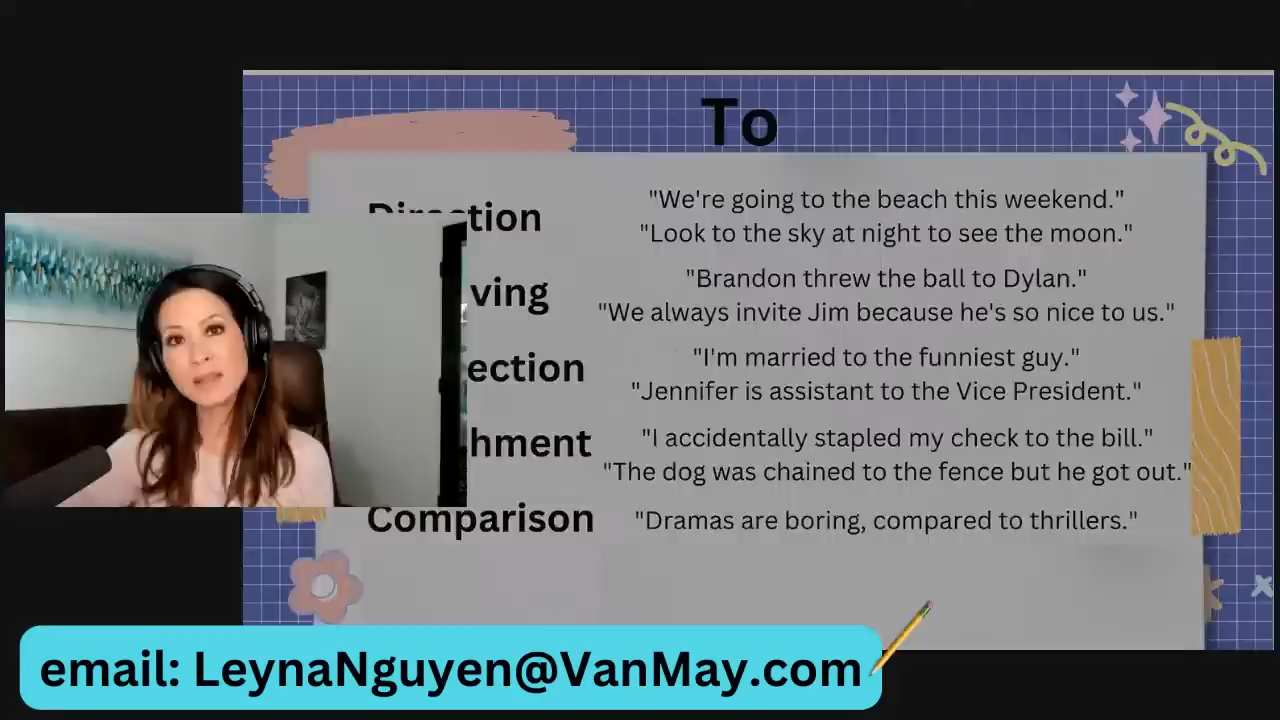 To
Direction
"We're going to the beach this weekend."
"Look to the sky at night to see the moon."
ving
"Brandon threw the ball to Dylan."
"We always invite Jim because he's so nice to us."
ection
"I'm married to the funniest guy."
"Jennifer is assistant to the Vice President."
hment
"I accidentally stapled my check to the bill."
"The dog was chained to the fence but he got out."
Comparison
"Dramas are boring, compared to thrillers."
email: LeynaNguyen@VanMay.com